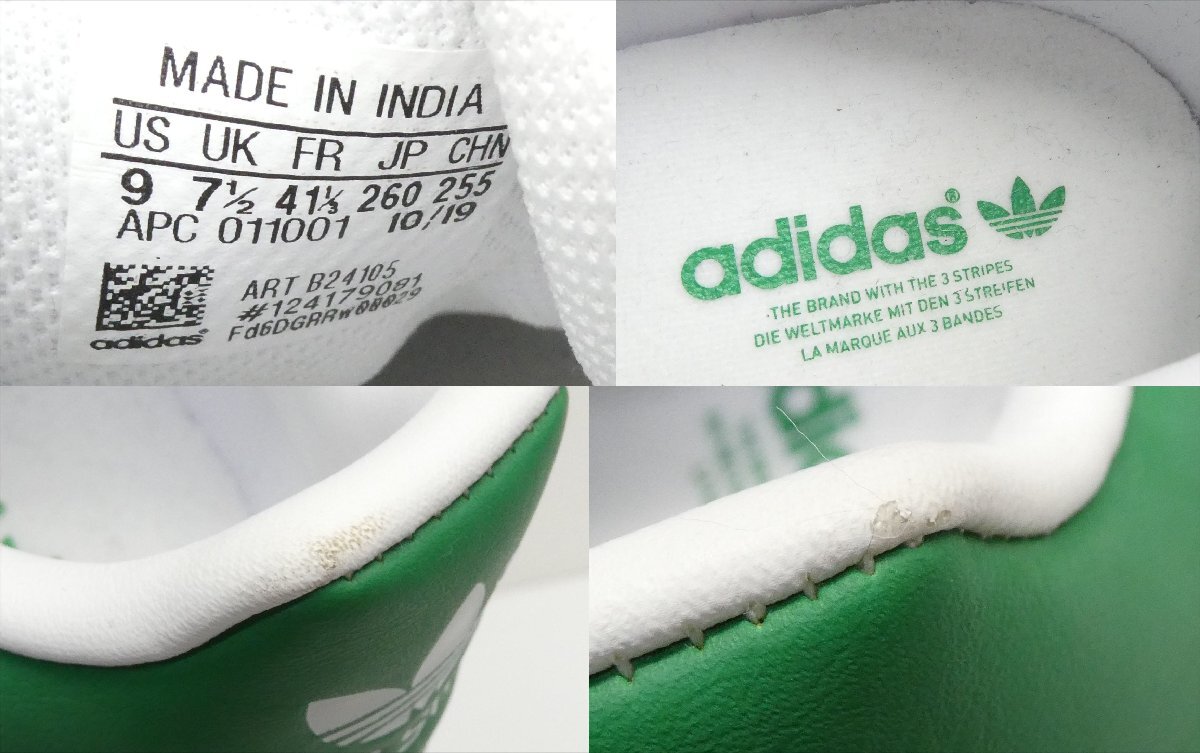 MADE IN INDIA
US UK FR JP CHN
9 7½ 41⅓ 260 255
APC 011001 10/19
ART B24105
#124179081
Fd6DGRRw08029
adidas®
adidas®
THE BRAND WITH THE 3 STRIPES
DIE WELTMARKE MIT DEN 3 STREIFEN
LA MARQUE AUX 3 BANDES